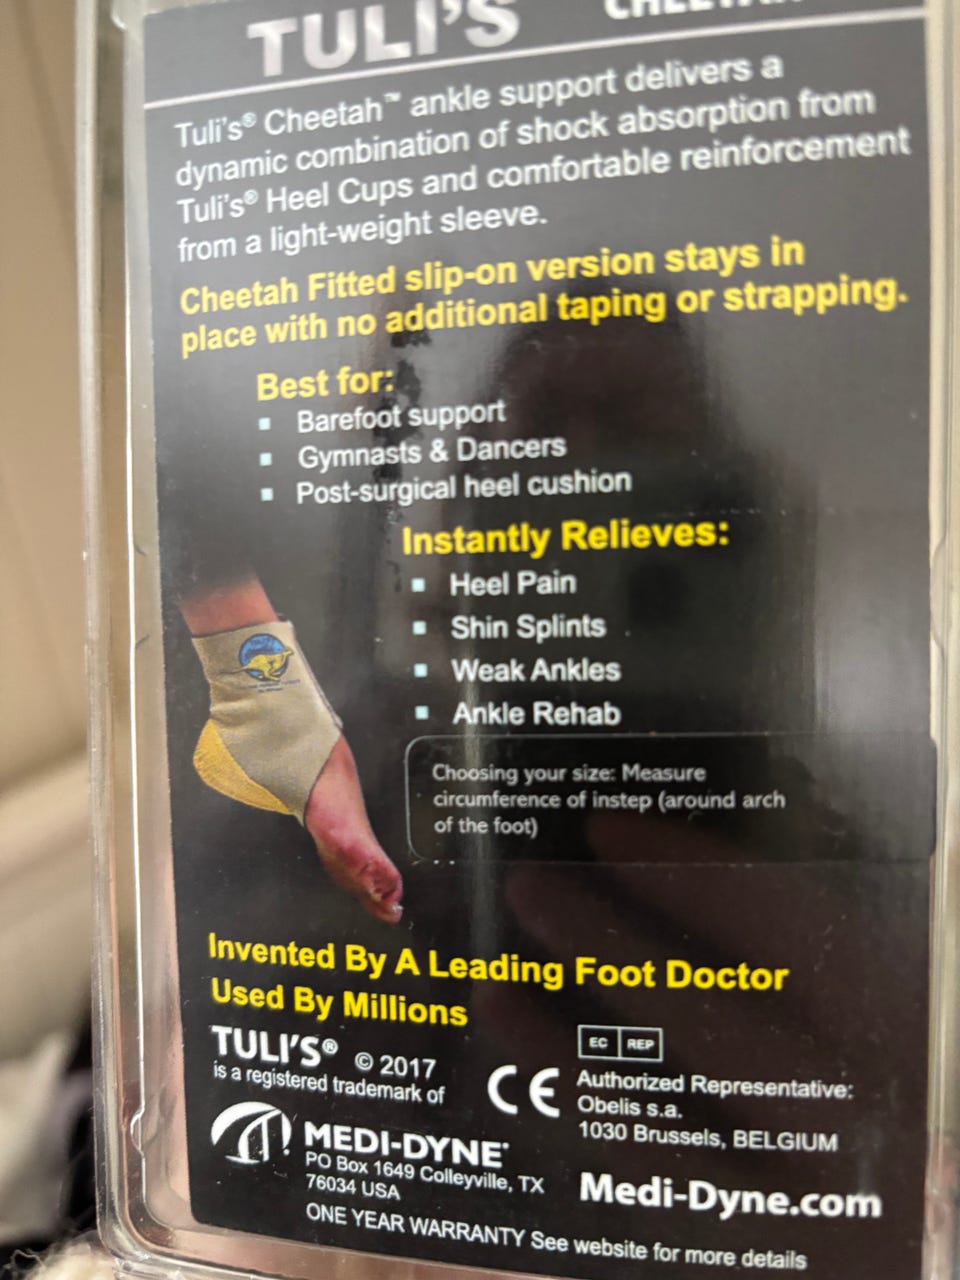 TULI'S
Tuli's® Cheetah™ ankle support delivers a
dynamic combination of shock absorption from
Tuli's® Heel Cups and comfortable reinforcement
from a light-weight sleeve.
Cheetah Fitted slip-on version stays in
place with no additional taping or strapping.
Best for:
▪ Barefoot support
▪ Gymnasts & Dancers
▪ Post-surgical heel cushion
Instantly Relieves:
▪ Heel Pain
▪ Shin Splints
▪ Weak Ankles
▪ Ankle Rehab
Choosing your size: Measure
circumference of instep (around arch
of the foot)
Invented By A Leading Foot Doctor
Used By Millions
TULI'S® © 2017
is a registered trademark of
MEDI-DYNE
PO Box 1649 Colleyville, TX
76034 USA
EC REP
CE
Authorized Representative:
Obelis s.a.
1030 Brussels, BELGIUM
Medi-Dyne.com
ONE YEAR WARRANTY See website for more details